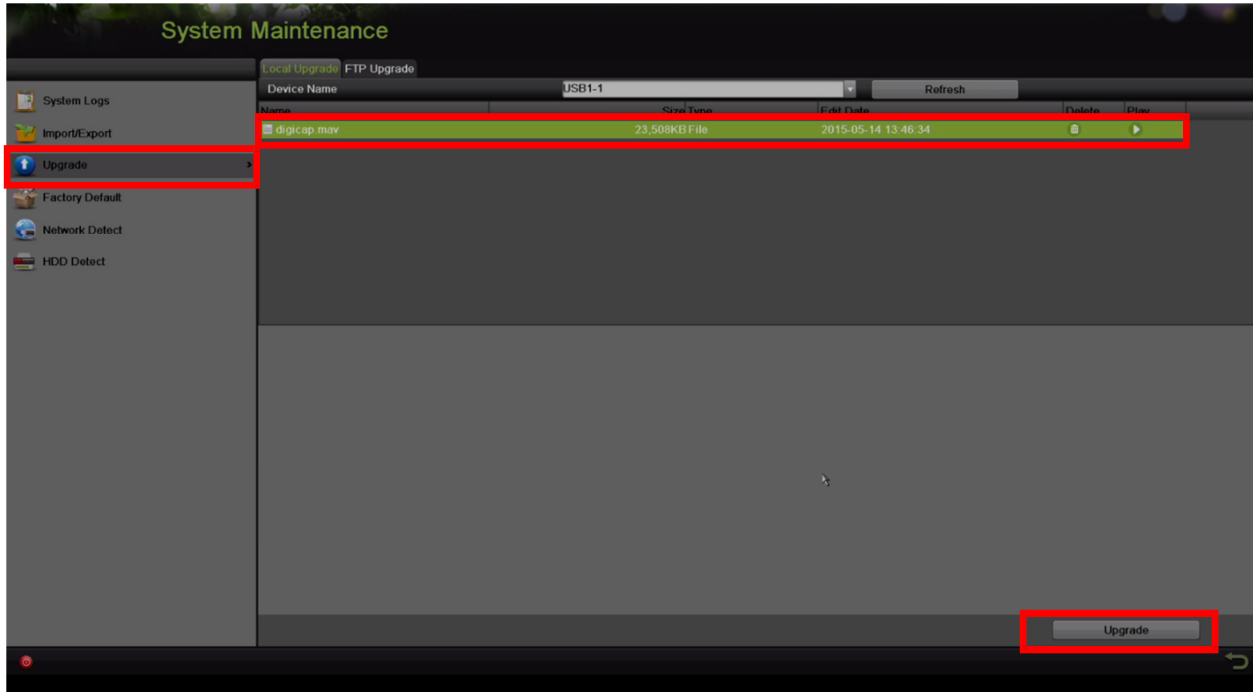 System Maintenance
Local Upgrade FTP Upgrade
Device Name USB1-1 Refresh
Name Size Type Edit Date Delete Play
digicap.mav 23,508KB File 2015-05-14 13:46:34
System Logs
Import/Export
Upgrade
Factory Default
Network Detect
HDD Detect
Upgrade